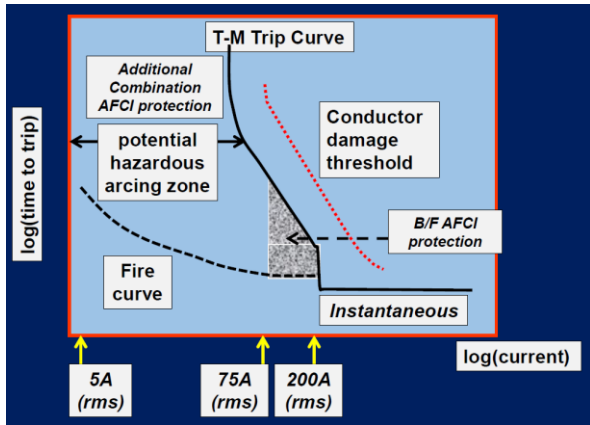 T-M Trip Curve
Additional
Combination
AFCI protection
potential
hazardous
arcing zone
Conductor
damage
threshold
log(time to trip)
B/F AFCI
protection
Fire
curve
Instantaneous
log(current)
5A
(rms)
75A
(rms)
200A
(rms)